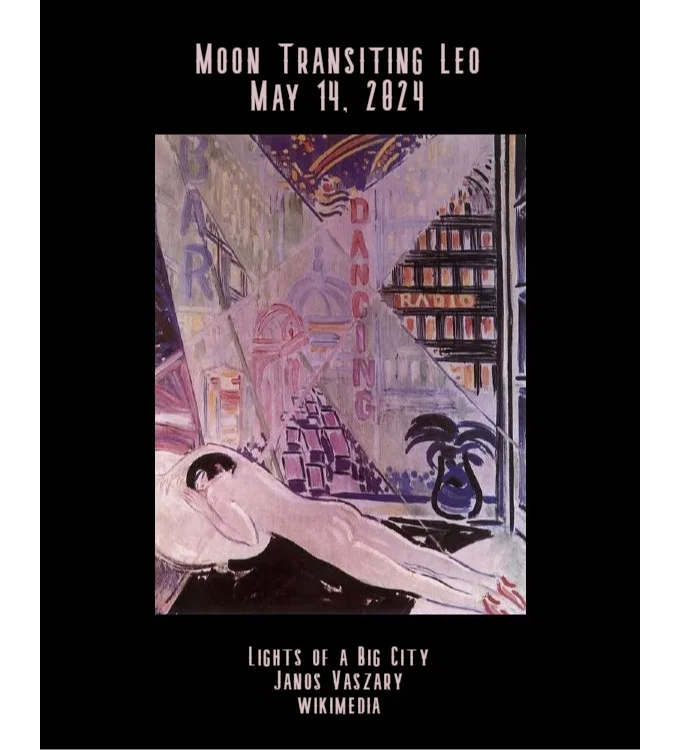 Moon Transiting Leo
May 14, 2024
BAR
DANCING
RADIO
Lights of a Big City
Janos Vaszary
WIKIMEDIA